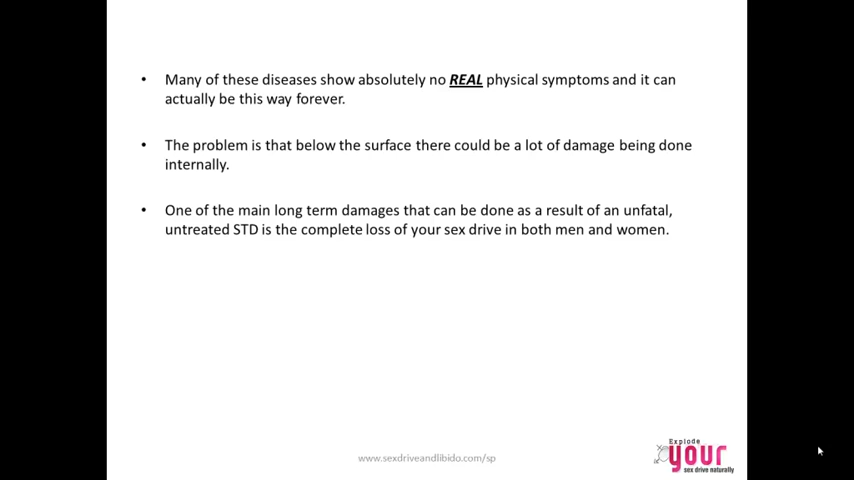 • Many of these diseases show absolutely no REAL physical symptoms and it can
actually be this way forever.
• The problem is that below the surface there could be a lot of damage being done
internally.
• One of the main long term damages that can be done as a result of an unfatal,
untreated STD is the complete loss of your sex drive in both men and women.
www.sexdriveandlibido.com/sp
Explode
your
sex drive naturally